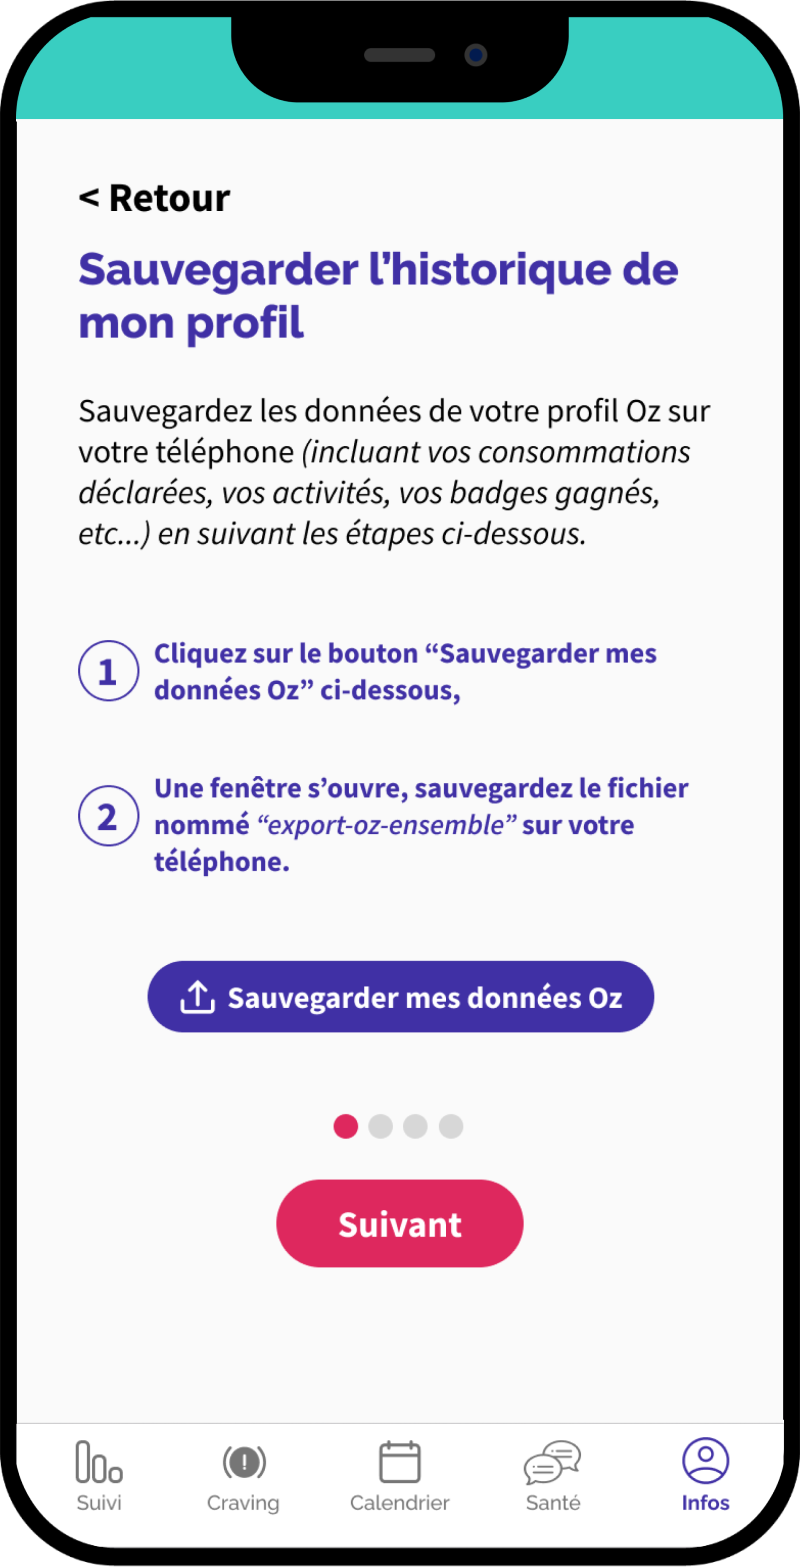 < Retour
Sauvegarder l’historique de
mon profil
Sauvegardez les données de votre profil Oz sur
votre téléphone (incluant vos consommations
déclarées, vos activités, vos badges gagnés,
etc...) en suivant les étapes ci-dessous.
1
Cliquez sur le bouton “Sauvegarder mes
données Oz” ci-dessous,
2
Une fenêtre s’ouvre, sauvegardez le fichier
nommé “export-oz-ensemble” sur votre
téléphone.
Sauvegarder mes données Oz
Suivant
Suivi
Craving
Calendrier
Santé
Infos